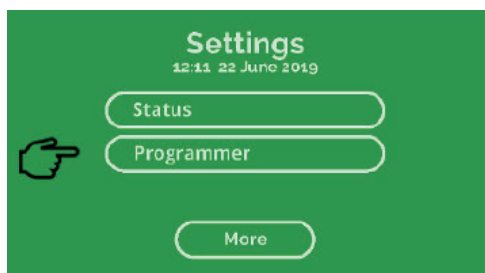 Settings
12:11 22 June 2019
Status
Programmer
More